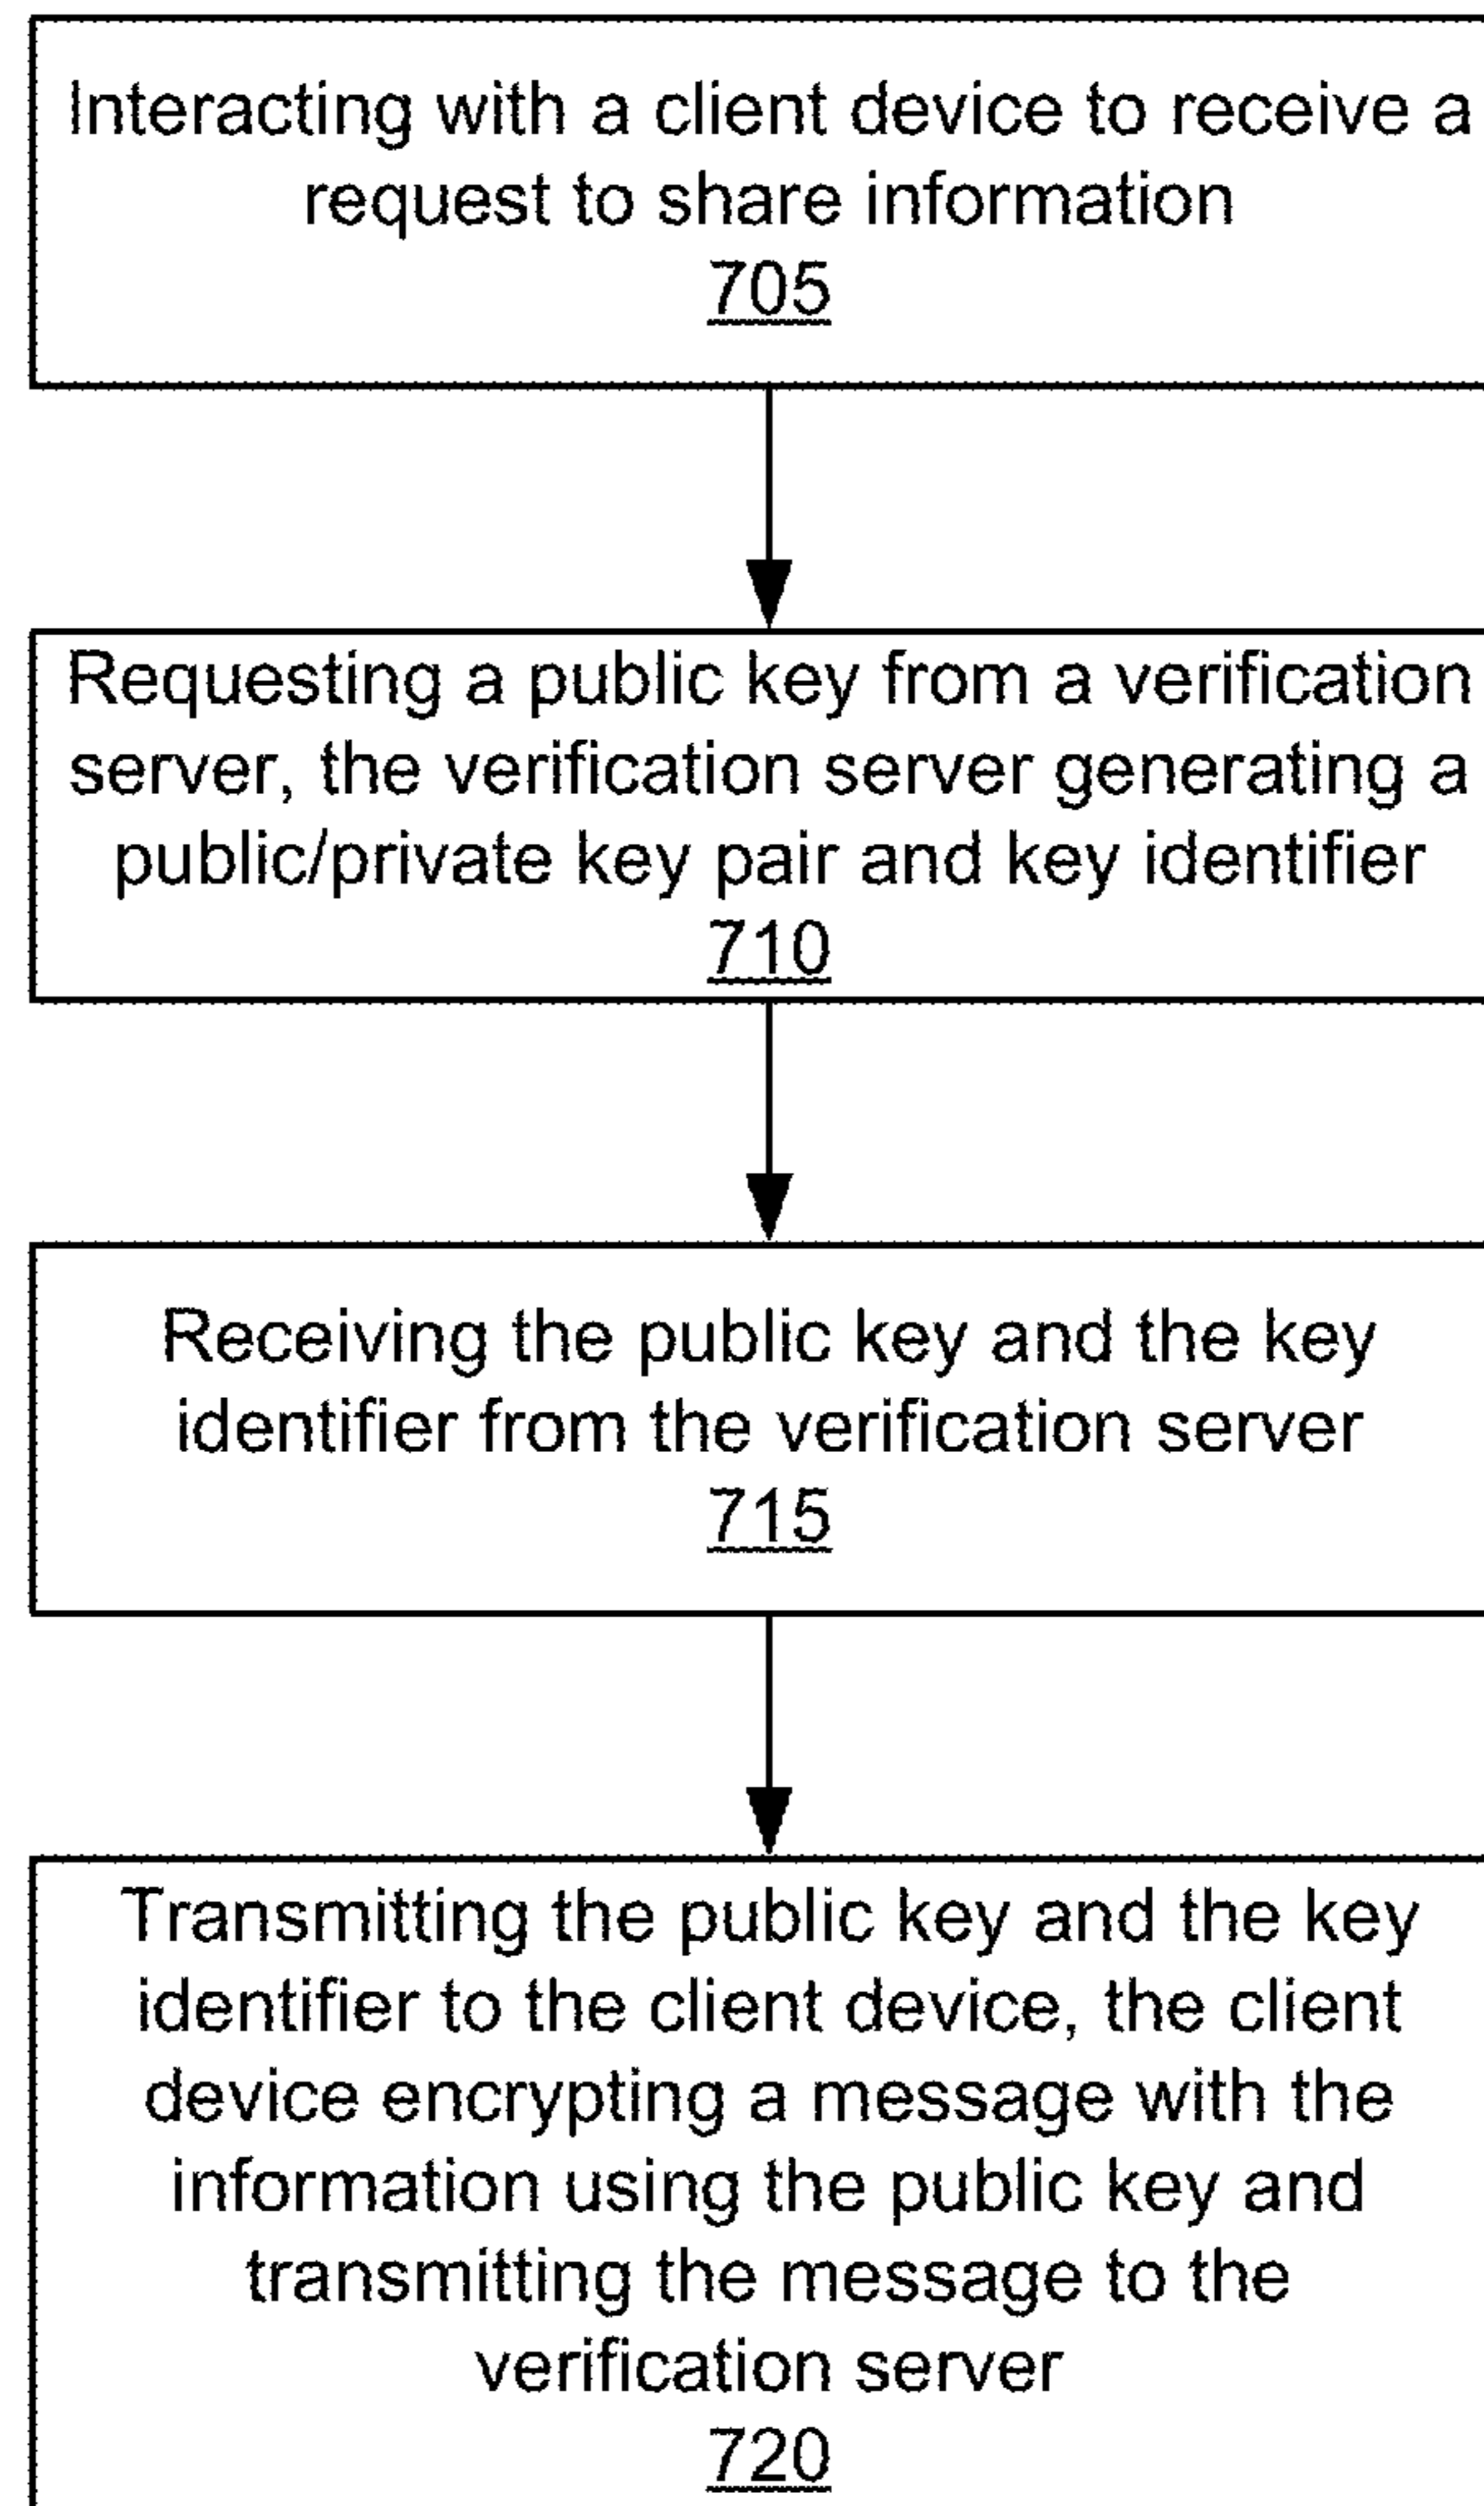 Interacting with a client device to receive a
request to share information
705
Requesting a public key from a verification
server, the verification server generating a
public/private key pair and key identifier
710
Receiving the public key and the key
identifier from the verification server
715
Transmitting the public key and the key
identifier to the client device, the client
device encrypting a message with the
information using the public key and
transmitting the message to the
verification server
720